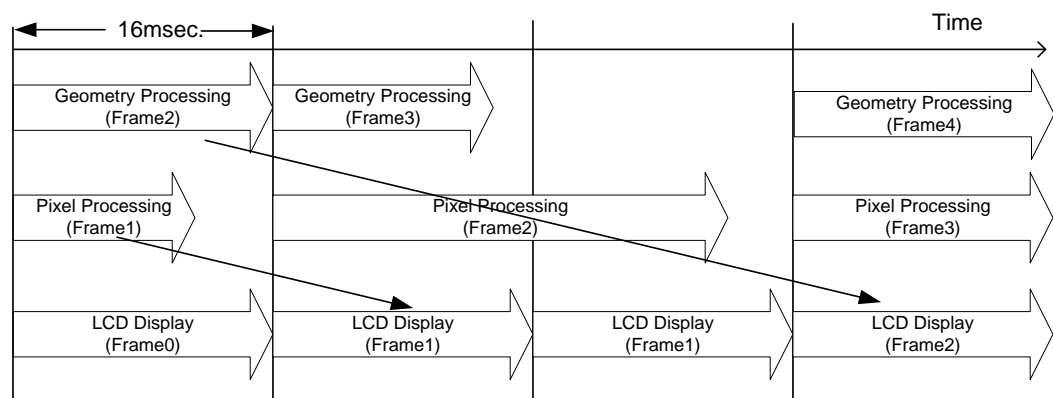 16msec.
Time
Geometry Processing
(Frame2)
Geometry Processing
(Frame3)
Geometry Processing
(Frame4)
Pixel Processing
(Frame1)
Pixel Processing
(Frame2)
Pixel Processing
(Frame3)
LCD Display
(Frame0)
LCD Display
(Frame1)
LCD Display
(Frame1)
LCD Display
(Frame2)